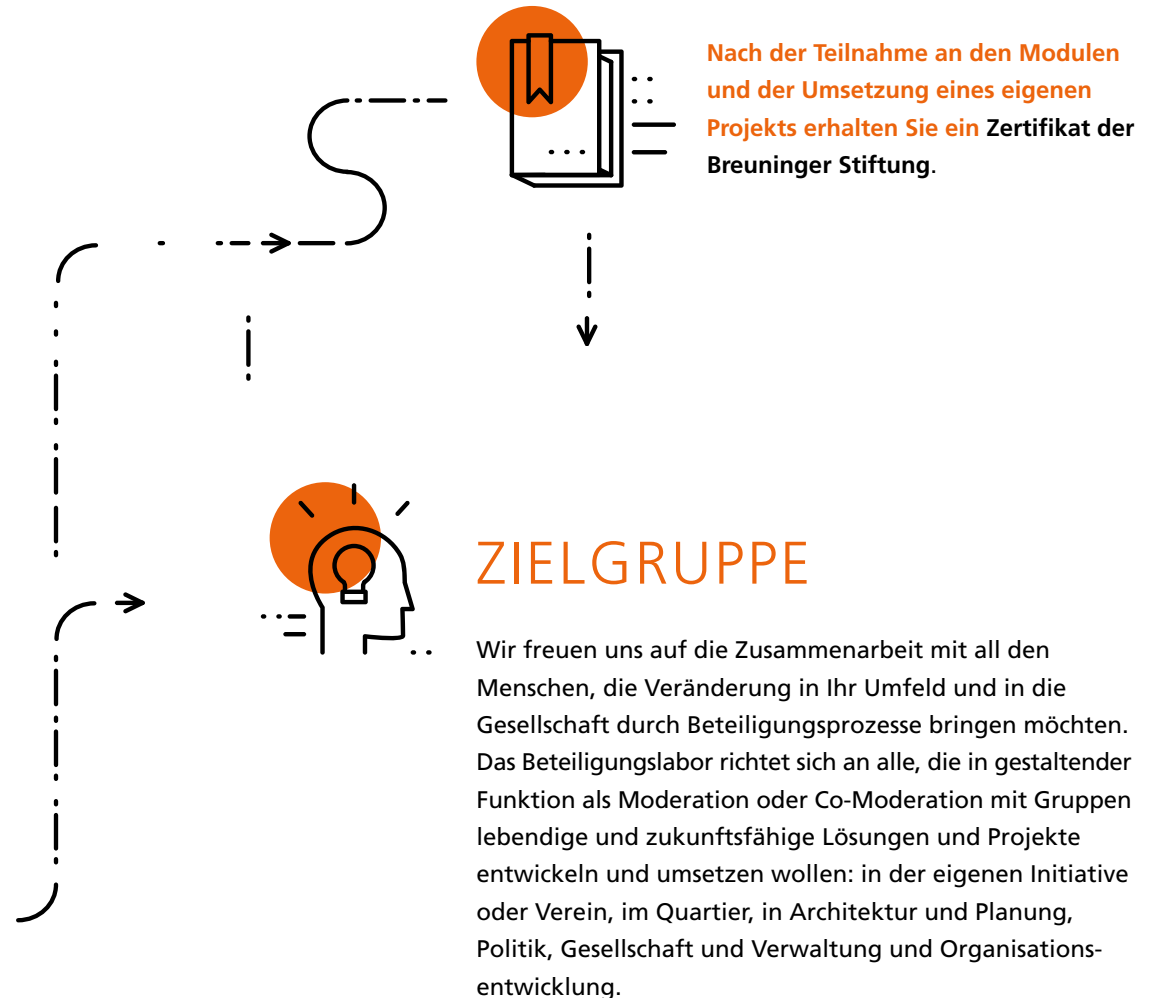 Nach der Teilnahme an den Modulen
und der Umsetzung eines eigenen
Projekts erhalten Sie ein Zertifikat der
Breuninger Stiftung.
ZIELGRUPPE
Wir freuen uns auf die Zusammenarbeit mit all den
Menschen, die Veränderung in Ihr Umfeld und in die
Gesellschaft durch Beteiligungsprozesse bringen möchten.
Das Beteiligungslabor richtet sich an alle, die in gestaltender
Funktion als Moderation oder Co-Moderation mit Gruppen
lebendige und zukunftsfähige Lösungen und Projekte
entwickeln und umsetzen wollen: in der eigenen Initiative
oder Verein, im Quartier, in Architektur und Planung,
Politik, Gesellschaft und Verwaltung und Organisations-
entwicklung.